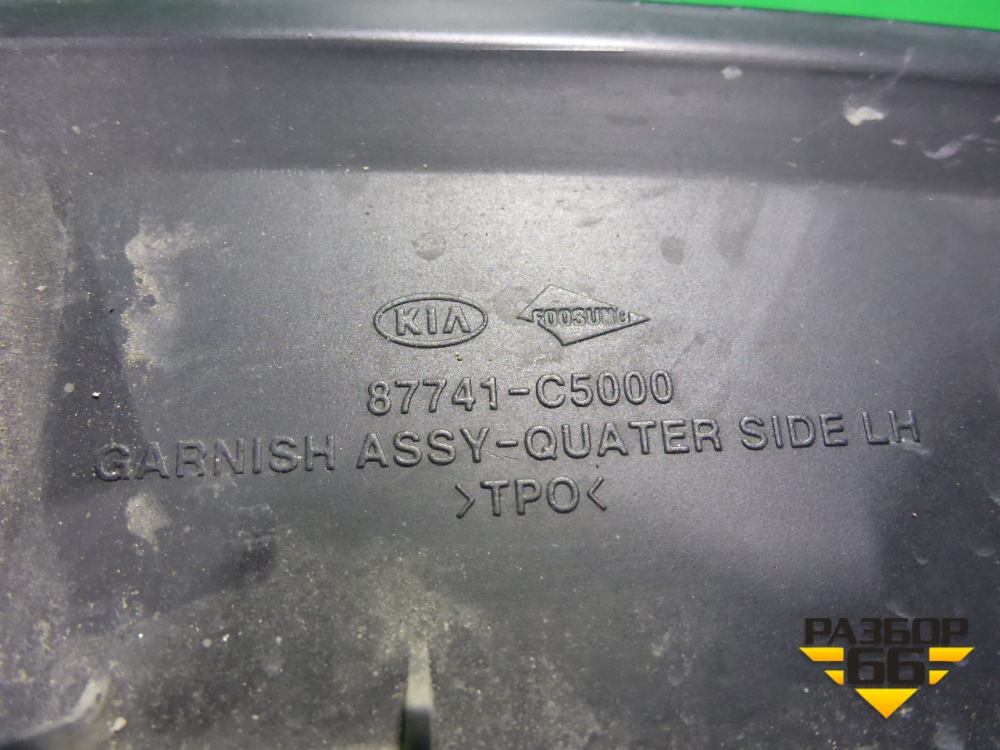 KIA FOOSUNG
87741-C5000
GARNISH ASSY-QUATER SIDE LH
>TPO<
РАЗБОР
66